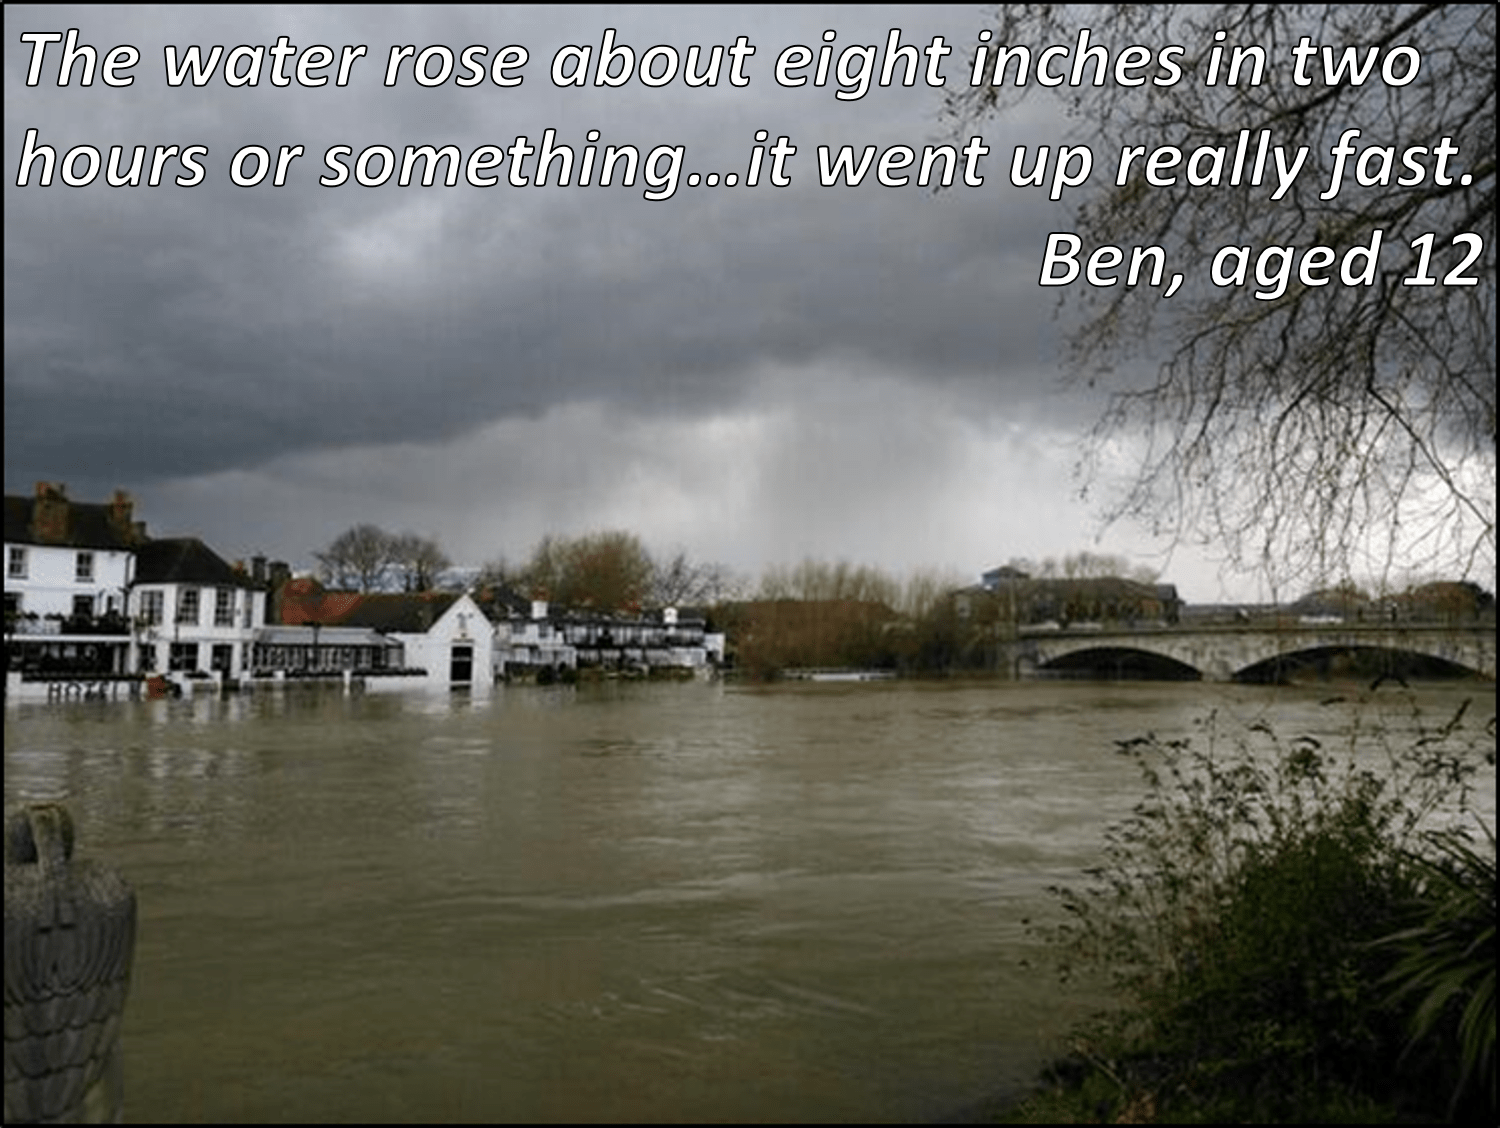 The water rose about eight inches in two
hours or something...it went up really fast.
Ben, aged 12
HOTEL